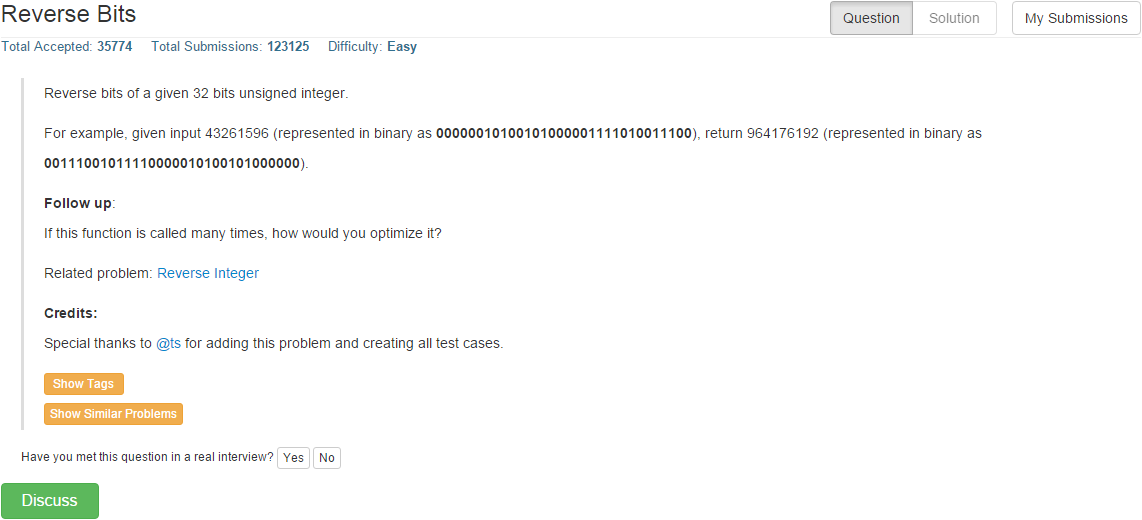 Reverse Bits
Question Solution My Submissions
Total Accepted: 35774 Total Submissions: 123125 Difficulty: Easy
Reverse bits of a given 32 bits unsigned integer.
For example, given input 43261596 (represented in binary as 00000010100101000001111010011100), return 964176192 (represented in binary as
00111001011110000010100101000000).
Follow up:
If this function is called many times, how would you optimize it?
Related problem: Reverse Integer
Credits:
Special thanks to @ts for adding this problem and creating all test cases.
Show Tags
Show Similar Problems
Have you met this question in a real interview? Yes No
Discuss